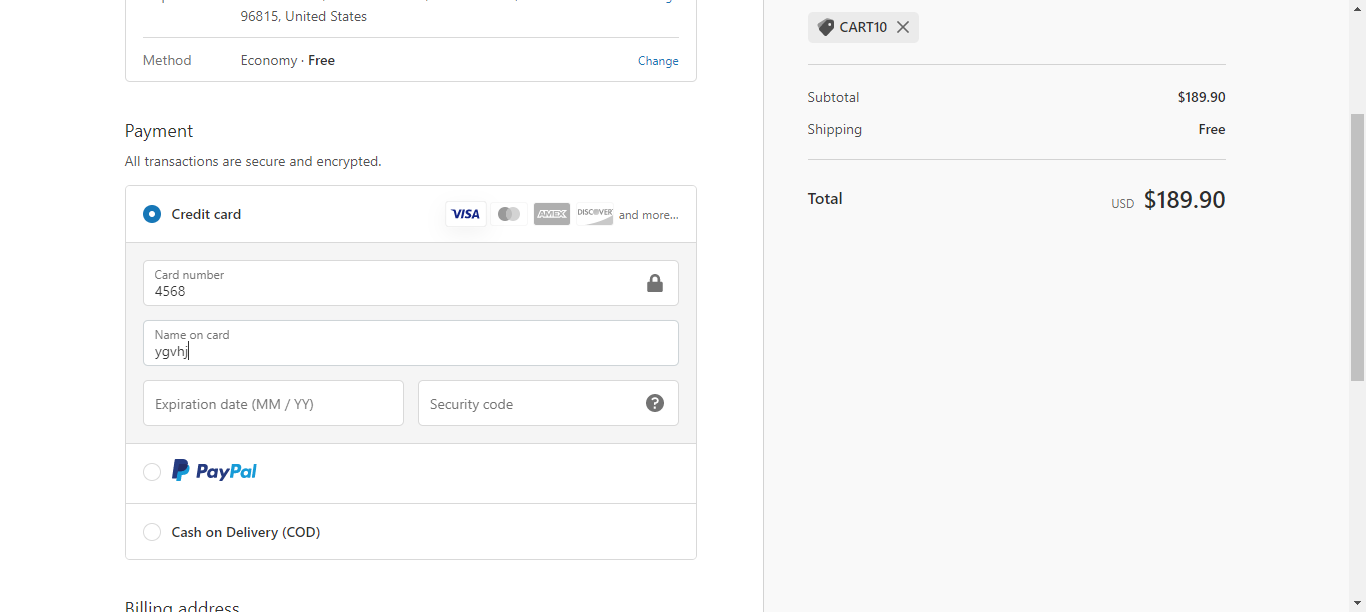 96815, United States
Method Economy · Free Change
Payment
All transactions are secure and encrypted.
Credit card VISA AMEX DISCOVER and more...
Card number
4568
Name on card
ygvhj
Expiration date (MM / YY) Security code
PayPal
Cash on Delivery (COD)
Billing address
CART10
Subtotal $189.90
Shipping Free
Total USD $189.90